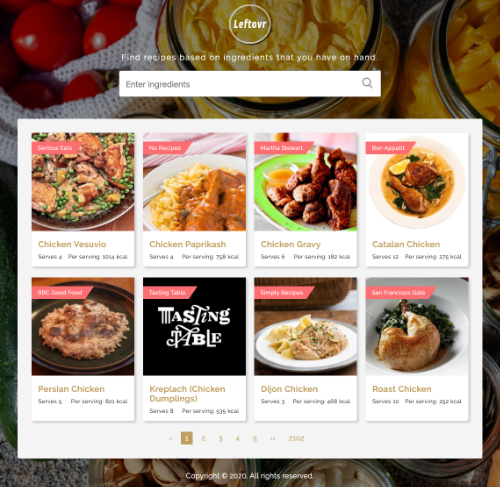 Leftovr
Find recipes based on ingredients that you have on hand.
Enter ingredients
Serious Eats
No Recipes
Martha Stewart
Bon Appetit
Chicken Vesuvio
Chicken Paprikash
Chicken Gravy
Catalan Chicken
Serves 4 Per serving: 1014 kcal
Serves 4 Per serving: 758 kcal
Serves 6 Per serving: 182 kcal
Serves 12 Per serving: 275 kcal
BBC Good Food
Tasting Table
Simply Recipes
San Francisco Gate
TASTING
TABLE
Persian Chicken
Kreplach (Chicken
Dumplings)
Dijon Chicken
Roast Chicken
Serves 5 Per serving: 821 kcal
Serves 8 Per serving: 535 kcal
Serves 3 Per serving: 468 kcal
Serves 10 Per serving: 252 kcal
‹ 1 2 3 4 5 ›› 2102
Copyright © 2020. All rights reserved.